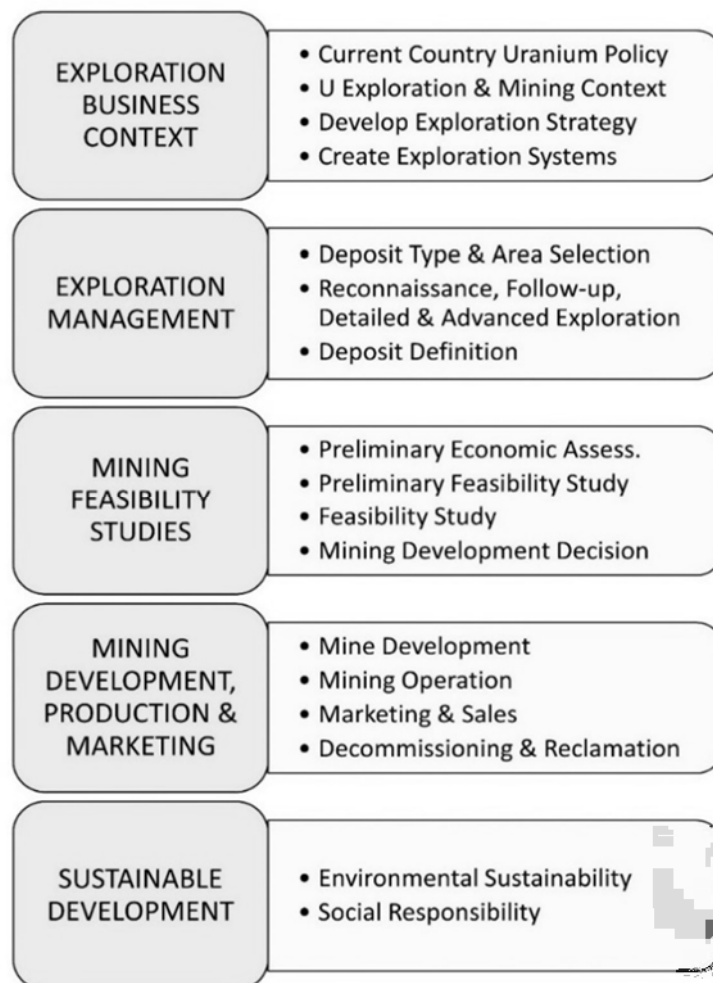 EXPLORATION
BUSINESS
CONTEXT
• Current Country Uranium Policy
• U Exploration & Mining Context
• Develop Exploration Strategy
• Create Exploration Systems
EXPLORATION
MANAGEMENT
• Deposit Type & Area Selection
• Reconnaissance, Follow-up,
Detailed & Advanced Exploration
• Deposit Definition
MINING
FEASIBILITY
STUDIES
• Preliminary Economic Assess.
• Preliminary Feasibility Study
• Feasibility Study
• Mining Development Decision
MINING
DEVELOPMENT,
PRODUCTION &
MARKETING
• Mine Development
• Mining Operation
• Marketing & Sales
• Decommissioning & Reclamation
SUSTAINABLE
DEVELOPMENT
• Environmental Sustainability
• Social Responsibility